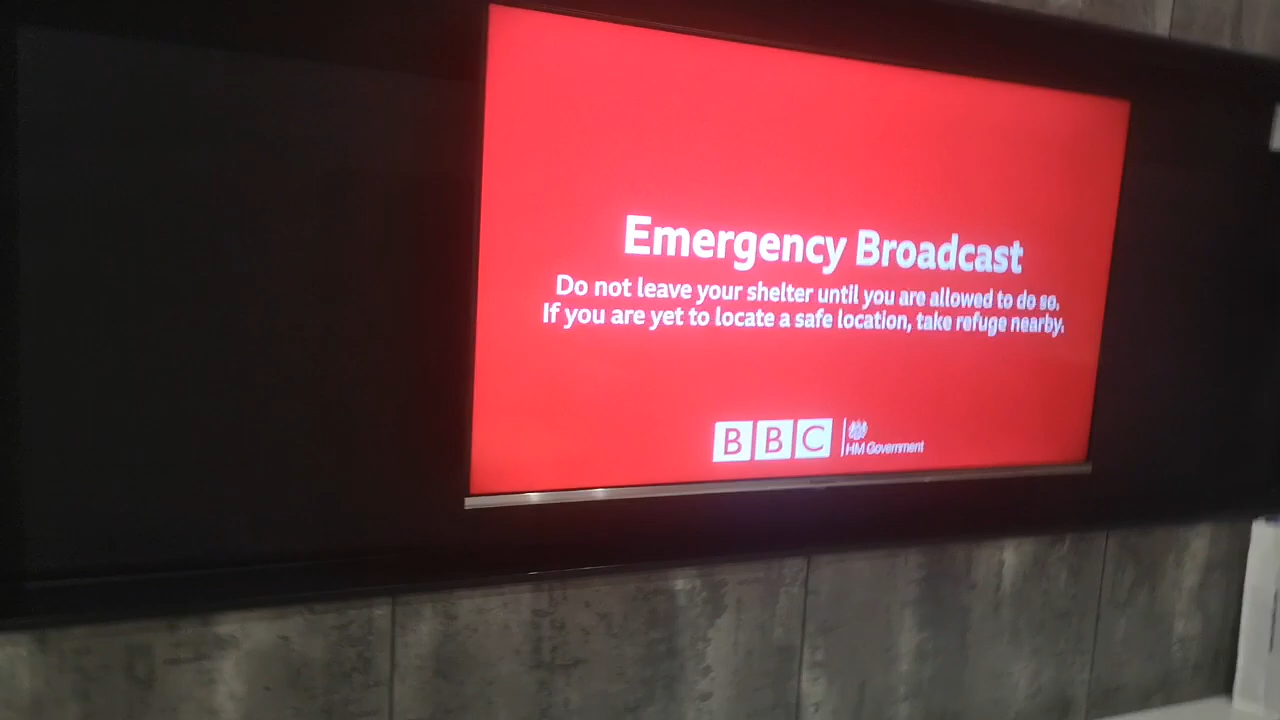 Emergency Broadcast
Do not leave your shelter until you are allowed to do so.
If you are yet to locate a safe location, take refuge nearby.
BBC
HM Government